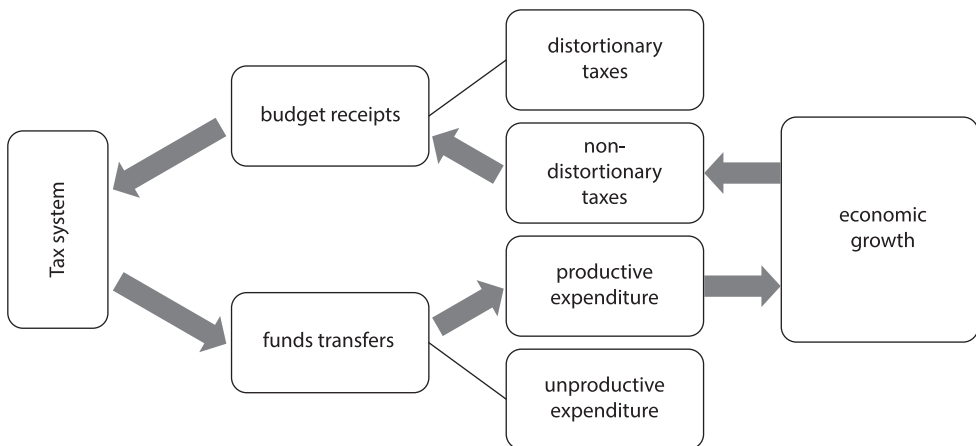 distortionary
taxes
budget receipts
non-
distortionary
taxes
Tax system
economic
growth
productive
expenditure
funds transfers
unproductive
expenditure